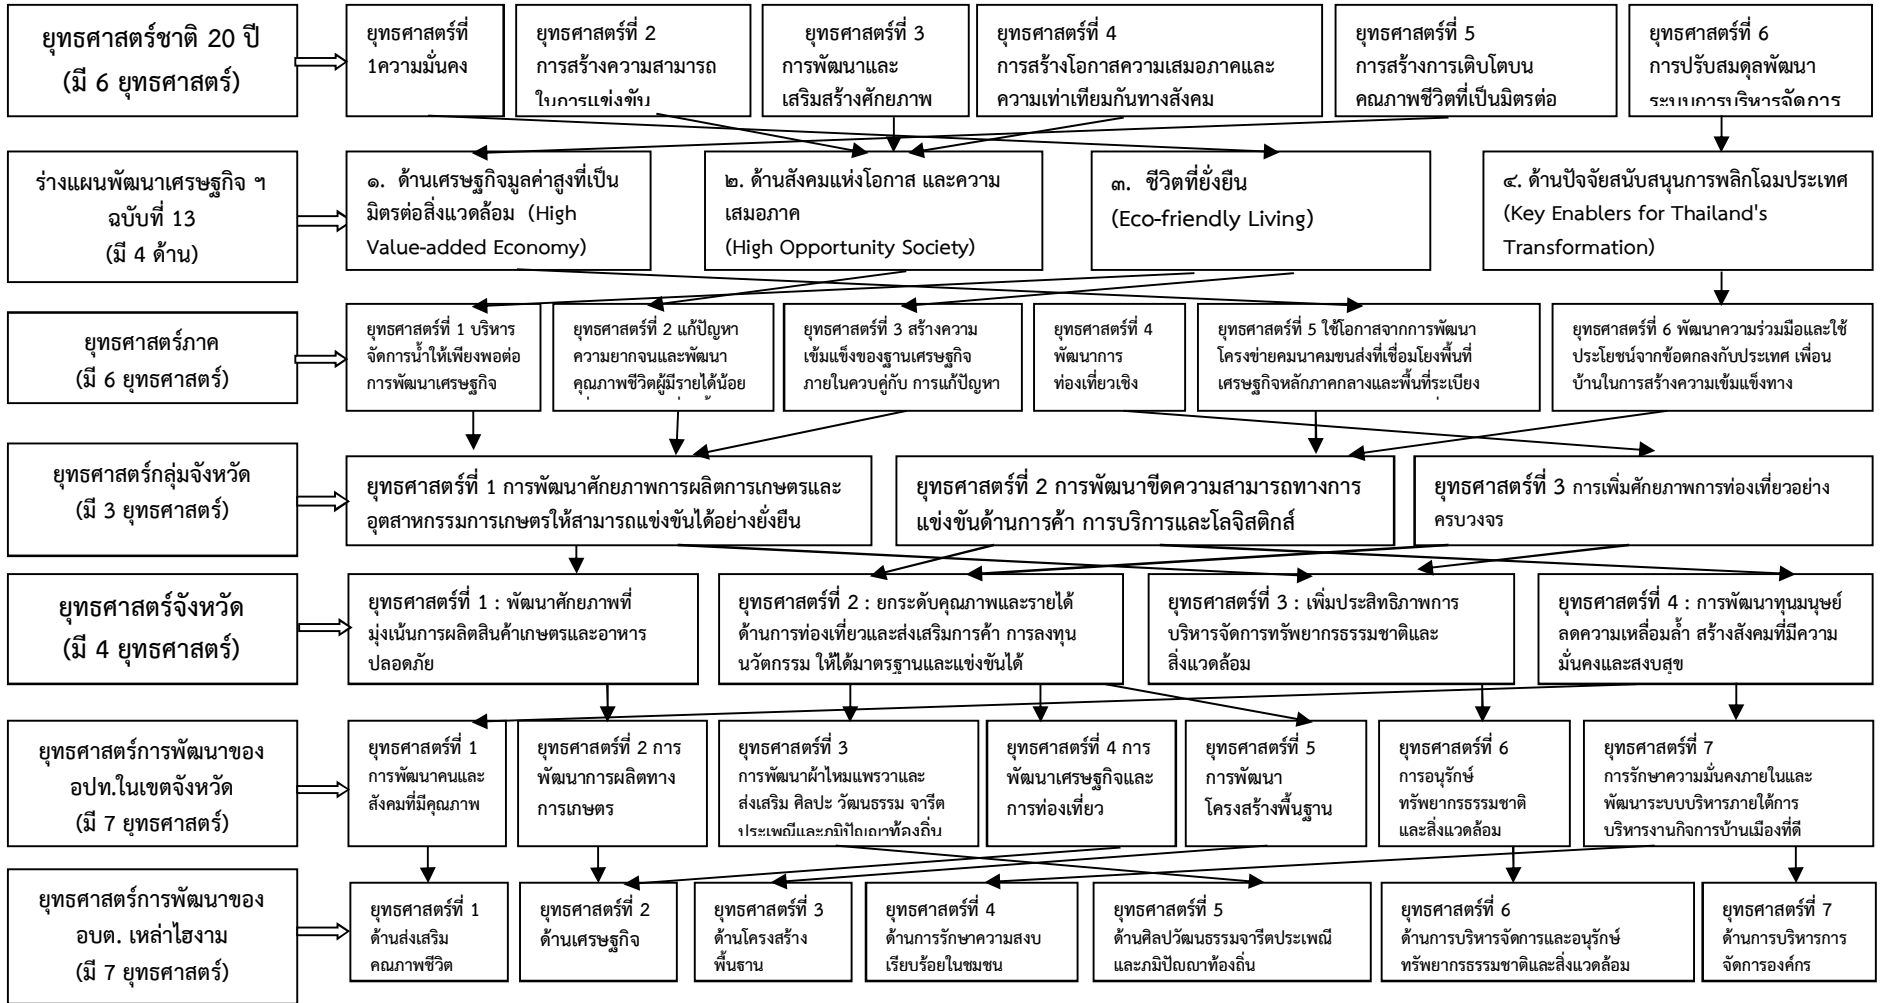 ยุทธศาสตร์ชาติ 20 ปี
(มี 6 ยุทธศาสตร์)
ยุทธศาสตร์ที่
1ความมั่นคง
ยุทธศาสตร์ที่ 2
การสร้างความสามารถ
ในการแข่งขัน
ยุทธศาสตร์ที่ 3
การพัฒนาและ
เสริมสร้างศักยภาพ
ยุทธศาสตร์ที่ 4
การสร้างโอกาสความเสมอภาคและ
ความเท่าเทียมกันทางสังคม
ยุทธศาสตร์ที่ 5
การสร้างการเติบโตบน
คุณภาพชีวิตที่เป็นมิตรต่อ
ยุทธศาสตร์ที่ 6
การปรับสมดุลพัฒนา
ระบบการบริหารจัดการ
ร่างแผนพัฒนาเศรษฐกิจ ฯ
ฉบับที่ 13
(มี 4 ด้าน)
๑. ด้านเศรษฐกิจมูลค่าสูงที่เป็น
มิตรต่อสิ่งแวดล้อม (High
Value-added Economy)
๒. ด้านสังคมแห่งโอกาส และความ
เสมอภาค
(High Opportunity Society)
๓. ชีวิตที่ยั่งยืน
(Eco-friendly Living)
๔. ด้านปัจจัยสนับสนุนการพลิกโฉมประเทศ
(Key Enablers for Thailand's
Transformation)
ยุทธศาสตร์ภาค
(มี 6 ยุทธศาสตร์)
ยุทธศาสตร์ที่ 1 บริหาร
จัดการน้ำให้เพียงพอต่อ
การพัฒนาเศรษฐกิจ
ยุทธศาสตร์ที่ 2 แก้ปัญหา
ความยากจนและพัฒนา
คุณภาพชีวิตผู้มีรายได้น้อย
ยุทธศาสตร์ที่ 3 สร้างความ
เข้มแข็งของฐานเศรษฐกิจ
ภายในควบคู่กับ การแก้ปัญหา
ยุทธศาสตร์ที่ 4
พัฒนาการ
ท่องเที่ยวเชิง
ยุทธศาสตร์ที่ 5 ใช้โอกาสจากการพัฒนา
โครงข่ายคมนาคมขนส่งที่เชื่อมโยงพื้นที่
เศรษฐกิจหลักภาคกลางและพื้นที่ระเบียง
ยุทธศาสตร์ที่ 6 พัฒนาความร่วมมือและใช้
ประโยชน์จากข้อตกลงกับประเทศ เพื่อน
บ้านในการสร้างความเข้มแข็งทาง
ยุทธศาสตร์กลุ่มจังหวัด
(มี 3 ยุทธศาสตร์)
ยุทธศาสตร์ที่ 1 การพัฒนาศักยภาพการผลิตการเกษตรและ
อุตสาหกรรมการเกษตรให้สามารถแข่งขันได้อย่างยั่งยืน
ยุทธศาสตร์ที่ 2 การพัฒนาขีดความสามารถทางการ
แข่งขันด้านการค้า การบริการและโลจิสติกส์
ยุทธศาสตร์ที่ 3 การเพิ่มศักยภาพการท่องเที่ยวอย่าง
ครบวงจร
ยุทธศาสตร์จังหวัด
(มี 4 ยุทธศาสตร์)
ยุทธศาสตร์ที่ 1 : พัฒนาศักยภาพที่
มุ่งเน้นการผลิตสินค้าเกษตรและอาหาร
ปลอดภัย
ยุทธศาสตร์ที่ 2 : ยกระดับคุณภาพและรายได้
ด้านการท่องเที่ยวและส่งเสริมการค้า การลงทุน
นวัตกรรม ให้ได้มาตรฐานและแข่งขันได้
ยุทธศาสตร์ที่ 3 : เพิ่มประสิทธิภาพการ
บริหารจัดการทรัพยากรธรรมชาติและ
สิ่งแวดล้อม
ยุทธศาสตร์ที่ 4 : การพัฒนาทุนมนุษย์
ลดความเหลื่อมล้ำ สร้างสังคมที่มีความ
มั่นคงและสงบสุข
ยุทธศาสตร์การพัฒนาของ
อปท.ในเขตจังหวัด
(มี 7 ยุทธศาสตร์)
ยุทธศาสตร์ที่ 1
การพัฒนาคนและ
สังคมที่มีคุณภาพ
ยุทธศาสตร์ที่ 2 การ
พัฒนาการผลิตทาง
การเกษตร
ยุทธศาสตร์ที่ 3
การพัฒนาผ้าไหมแพรวาและ
ส่งเสริม ศิลปะ วัฒนธรรม จารีต
ประเพณีและภูมิปัญญาท้องถิ่น
ยุทธศาสตร์ที่ 4 การ
พัฒนาเศรษฐกิจและ
การท่องเที่ยว
ยุทธศาสตร์ที่ 5
การพัฒนา
โครงสร้างพื้นฐาน
ยุทธศาสตร์ที่ 6
การอนุรักษ์
ทรัพยากรธรรมชาติ
และสิ่งแวดล้อม
ยุทธศาสตร์ที่ 7
การรักษาความมั่นคงภายในและ
พัฒนาระบบบริหารภายใต้การ
บริหารงานกิจการบ้านเมืองที่ดี
ยุทธศาสตร์การพัฒนาของ
อบต. เหล่าไฮงาม
(มี 7 ยุทธศาสตร์)
ยุทธศาสตร์ที่ 1
ด้านส่งเสริม
คุณภาพชีวิต
ยุทธศาสตร์ที่ 2
ด้านเศรษฐกิจ
ยุทธศาสตร์ที่ 3
ด้านโครงสร้าง
พื้นฐาน
ยุทธศาสตร์ที่ 4
ด้านการรักษาความสงบ
เรียบร้อยในชุมชน
ยุทธศาสตร์ที่ 5
ด้านศิลปวัฒนธรรมจารีตประเพณี
และภูมิปัญญาท้องถิ่น
ยุทธศาสตร์ที่ 6
ด้านการบริหารจัดการและอนุรักษ์
ทรัพยากรธรรมชาติและสิ่งแวดล้อม
ยุทธศาสตร์ที่ 7
ด้านการบริหารการ
จัดการองค์กร